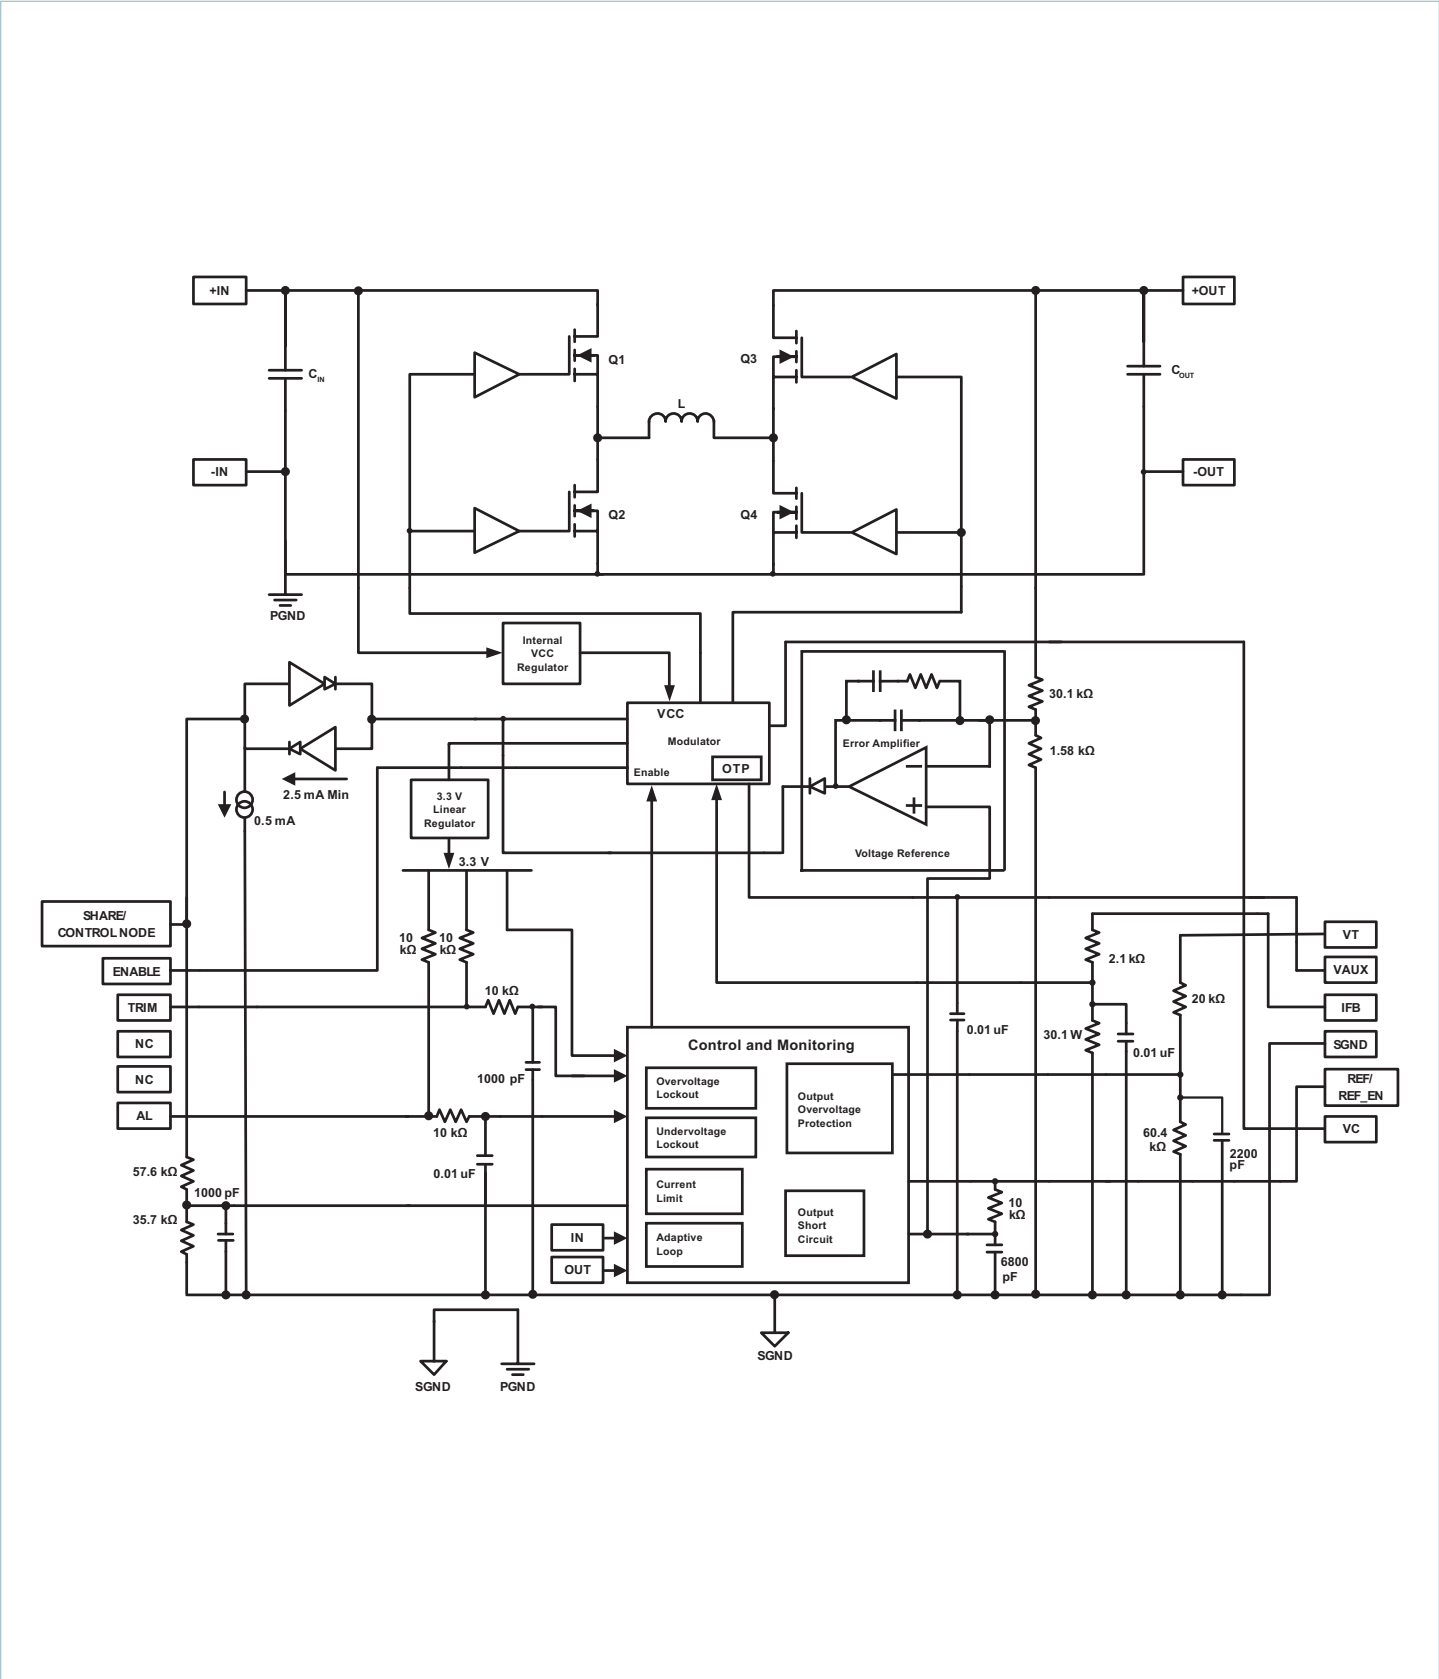 +IN
+OUT
Q1
Q3
CIN
COUT
L
-IN
-OUT
Q2
Q4
PGND
Internal
VCC
Regulator
VCC
Modulator
Enable
OTP
30.1 kΩ
Error Amplifier
1.58 kΩ
Voltage Reference
2.5 mA Min
0.5 mA
3.3 V
Linear
Regulator
3.3 V
SHARE/
CONTROL NODE
ENABLE
TRIM
NC
NC
AL
10
kΩ
10
kΩ
10 kΩ
1000 pF
10 kΩ
0.01 uF
57.6 kΩ
1000 pF
35.7 kΩ
IN
OUT
Control and Monitoring
Overvoltage
Lockout
Undervoltage
Lockout
Current
Limit
Adaptive
Loop
Output
Overvoltage
Protection
Output
Short
Circuit
0.01 uF
2.1 kΩ
30.1 W
0.01 uF
20 kΩ
60.4
kΩ
2200
pF
10
kΩ
6800
pF
VT
VAUX
IFB
SGND
REF/
REF_EN
VC
SGND
SGND
PGND